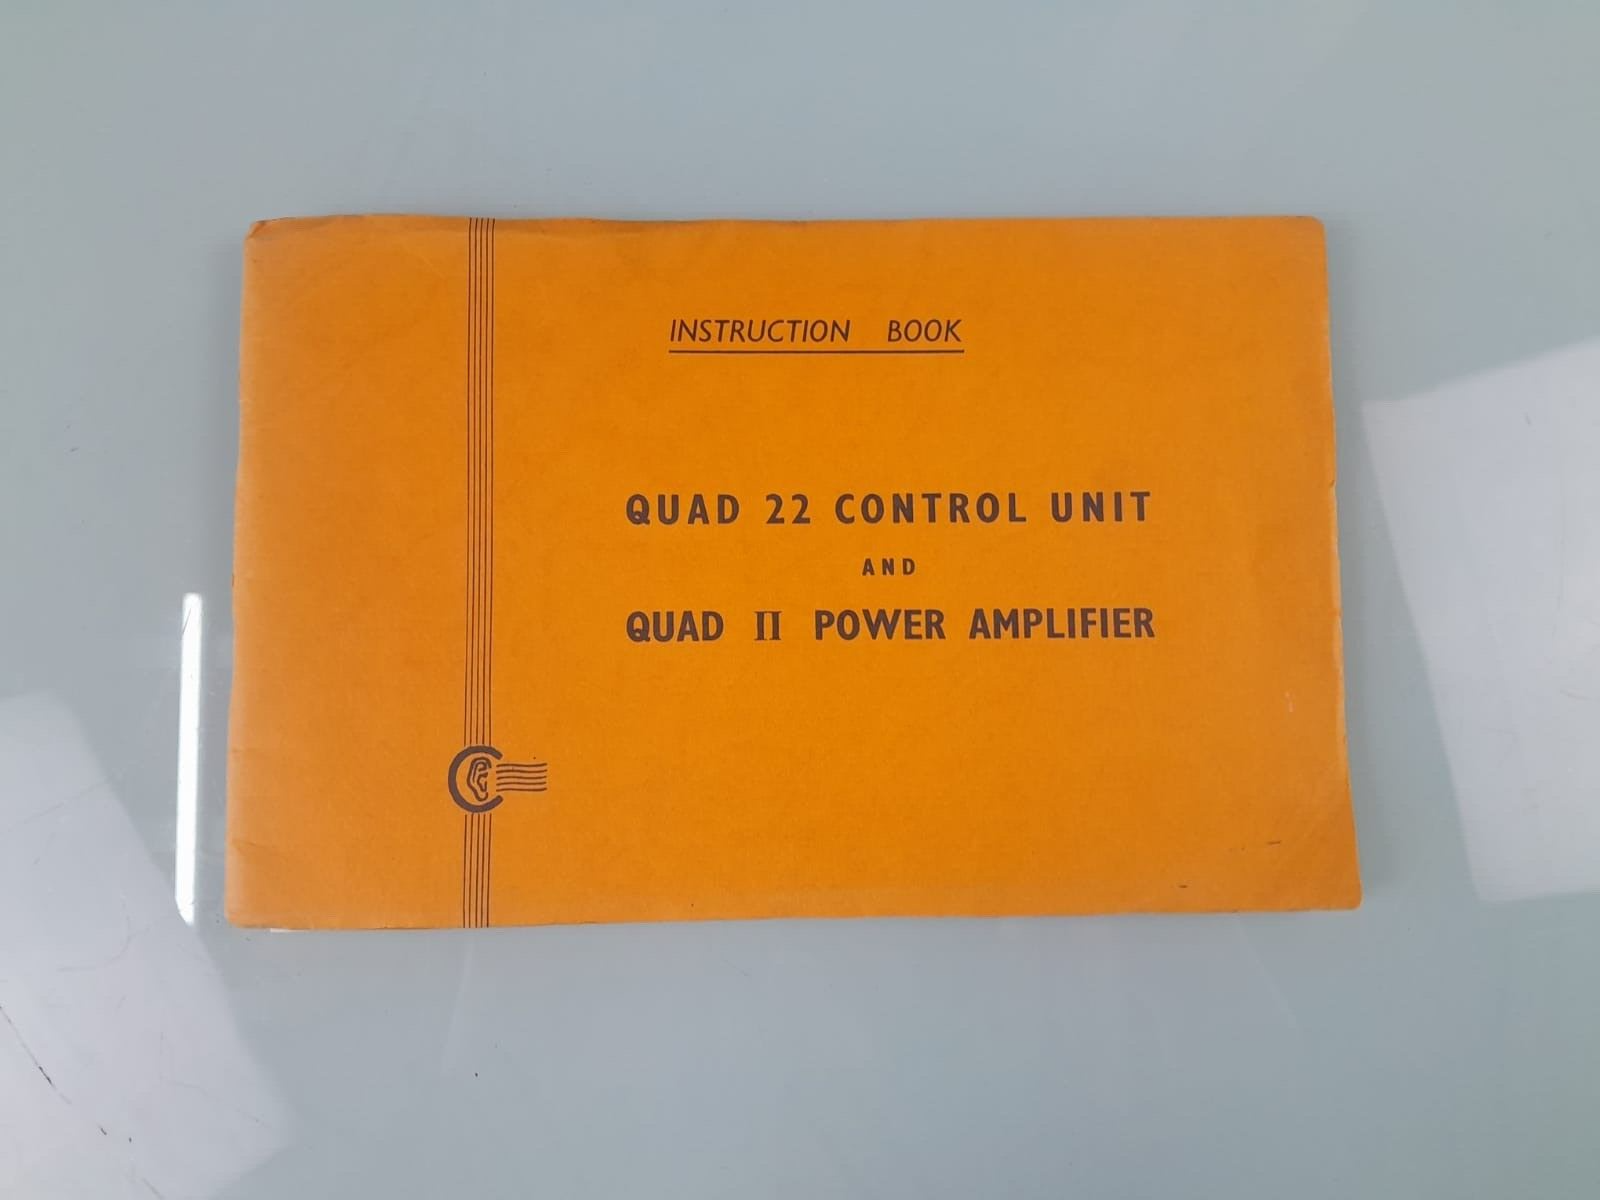 INSTRUCTION BOOK
QUAD 22 CONTROL UNIT
AND
QUAD II POWER AMPLIFIER